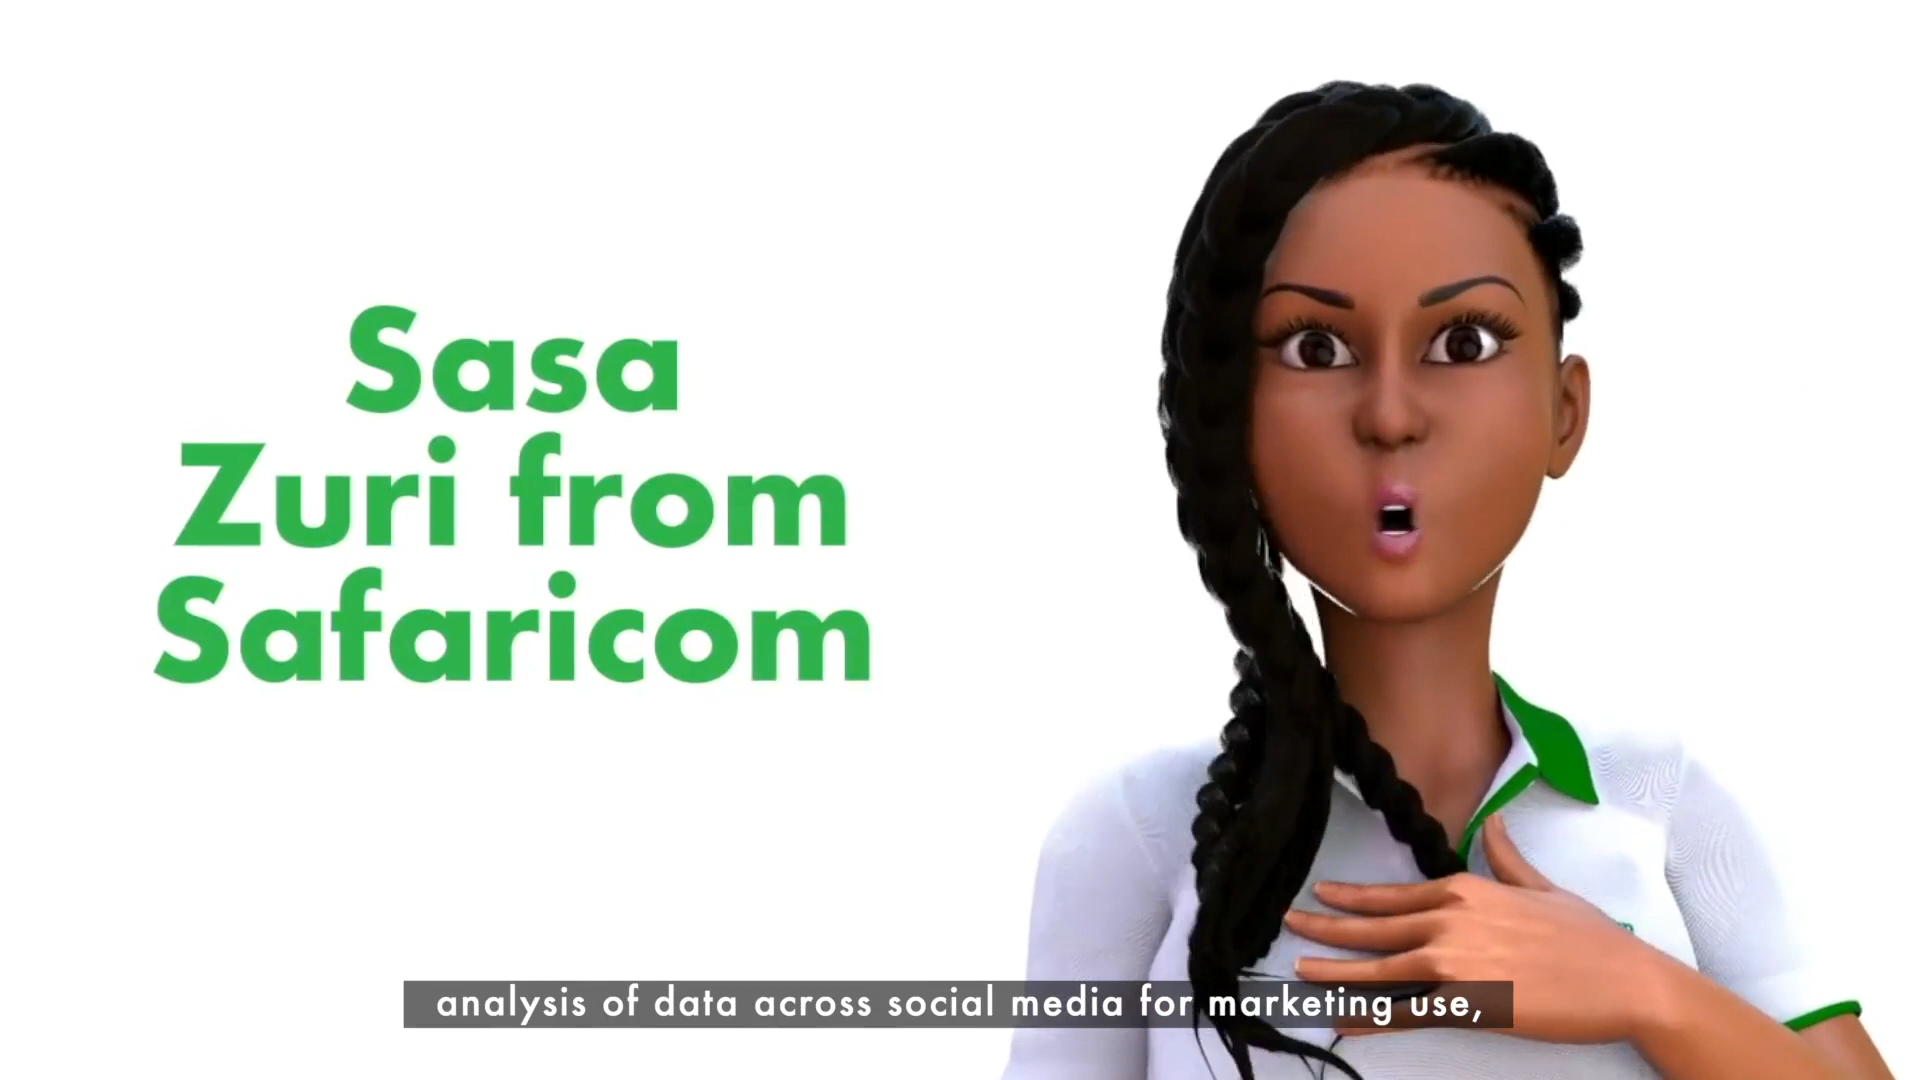 Sasa
Zuri from
Safaricom
analysis of data across social media for marketing use,